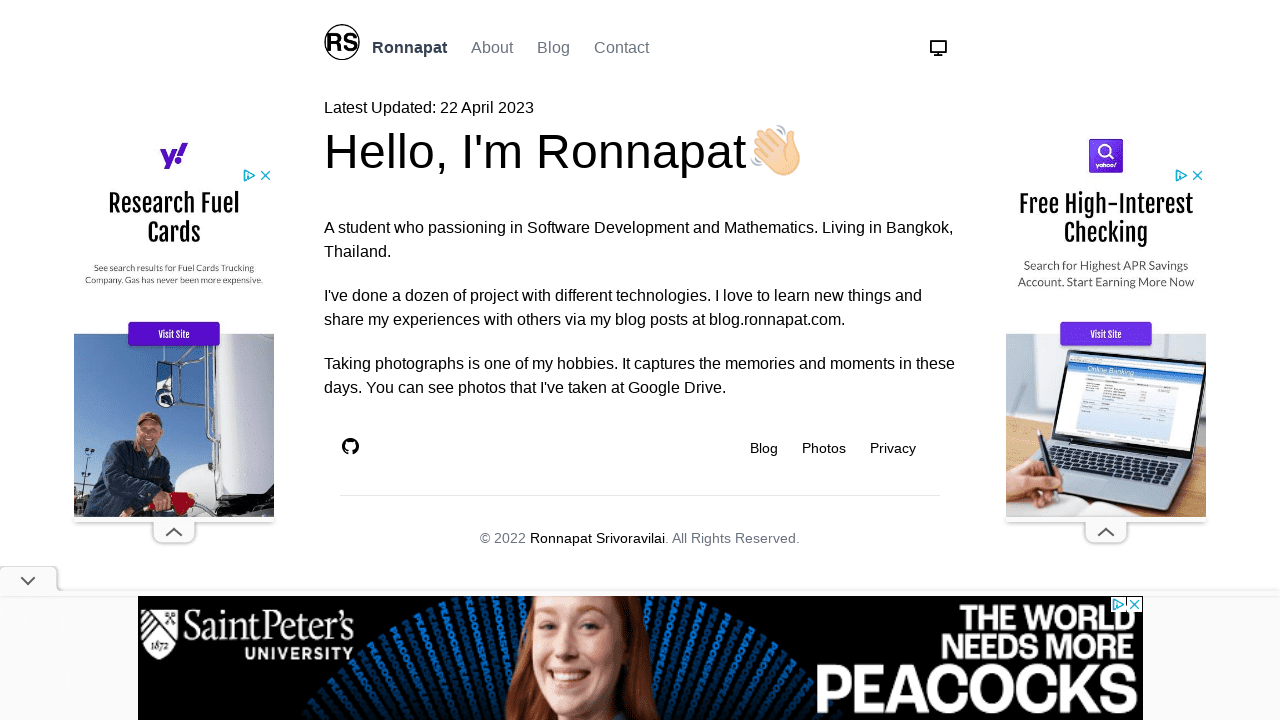 RS Ronnapat About Blog Contact
Latest Updated: 22 April 2023
Hello, I'm Ronnapat👋🏻
A student who passioning in Software Development and Mathematics. Living in Bangkok,
Thailand.
I've done a dozen of project with different technologies. I love to learn new things and
share my experiences with others via my blog posts at blog.ronnapat.com.
Taking photographs is one of my hobbies. It captures the memories and moments in these
days. You can see photos that I've taken at Google Drive.
Blog Photos Privacy
© 2022 Ronnapat Srivoravilai. All Rights Reserved.
y!
Research Fuel
Cards
See search results for Fuel Cards Trucking
Company. Gas has never been more expensive.
Visit Site
yahoo!
Free High-Interest
Checking
Search for Highest APR Savings
Account. Start Earning More Now
Visit Site
Online Banking
Saint Peter's
UNIVERSITY
1872
THE WORLD
NEEDS MORE
PEACOCKS